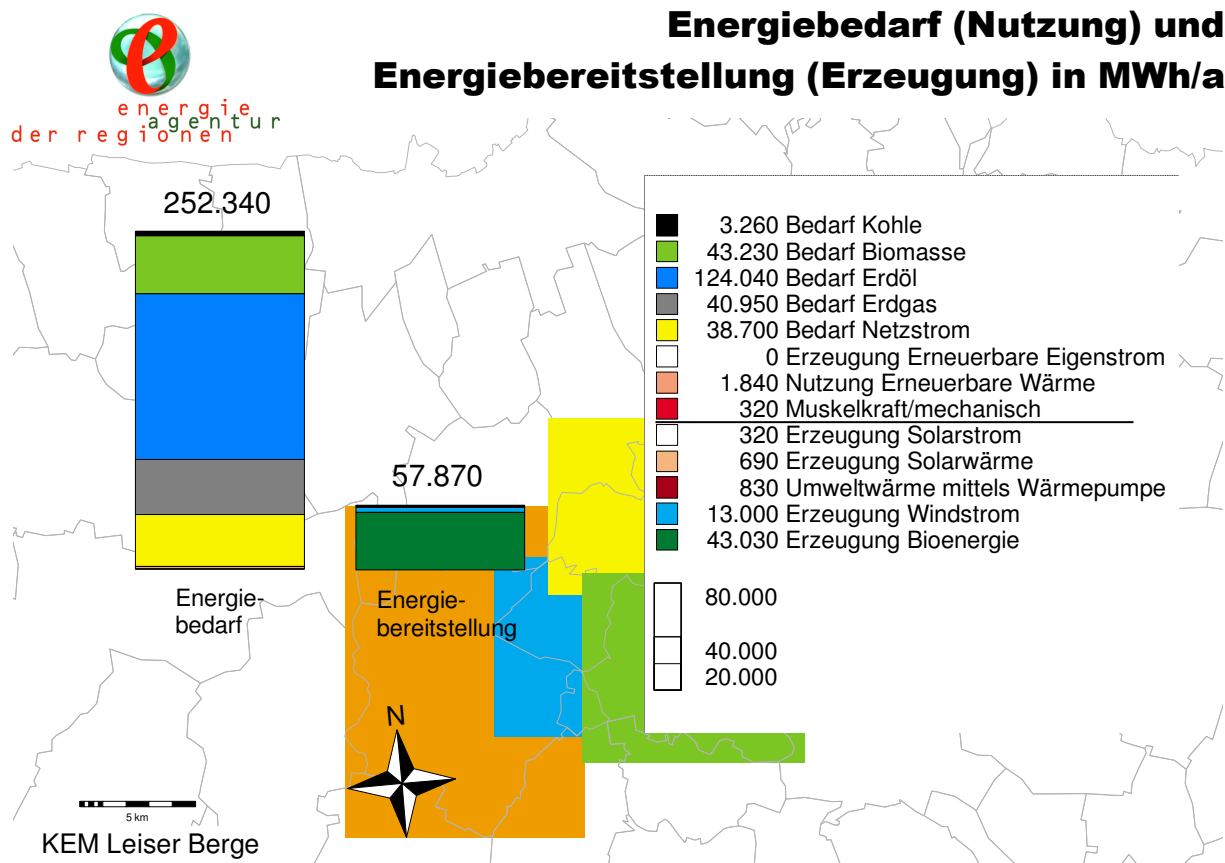 Energiebedarf (Nutzung) und
Energiebereitstellung (Erzeugung) in MWh/a
energie
agentur
der regionen
252.340
3.260 Bedarf Kohle
43.230 Bedarf Biomasse
124.040 Bedarf Erdöl
40.950 Bedarf Erdgas
38.700 Bedarf Netzstrom
0 Erzeugung Erneuerbare Eigenstrom
1.840 Nutzung Erneuerbare Wärme
320 Muskelkraft/mechanisch
320 Erzeugung Solarstrom
690 Erzeugung Solarwärme
830 Umweltwärme mittels Wärmepumpe
13.000 Erzeugung Windstrom
43.030 Erzeugung Bioenergie
57.870
Energie-
bedarf
Energie-
bereitstellung
80.000
40.000
20.000
N
5 km
KEM Leiser Berge